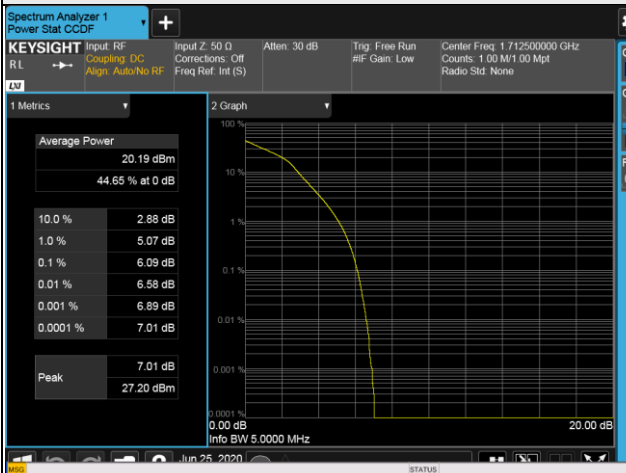 Spectrum Analyzer 1
Power Stat CCDF
+
KEYSIGHT
RL
LXI
Input: RF
Coupling: DC
Align: Auto/No RF
Input Z: 50 Ω
Corrections: Off
Freq Ref: Int (S)
Atten: 30 dB
Trig: Free Run
#IF Gain: Low
Center Freq: 1.712500000 GHz
Counts: 1.00 M/1.00 Mpt
Radio Std: None
1 Metrics
Average Power
20.19 dBm
44.65 % at 0 dB
10.0 % 2.88 dB
1.0 % 5.07 dB
0.1 % 6.09 dB
0.01 % 6.58 dB
0.001 % 6.89 dB
0.0001 % 7.01 dB
Peak 7.01 dB
27.20 dBm
2 Graph
100 %
10 %
1 %
0.1 %
0.01 %
0.001 %
0.0001 %
0.00 dB 20.00 dB
Info BW 5.0000 MHz
Jun 25, 2020
MSG STATUS